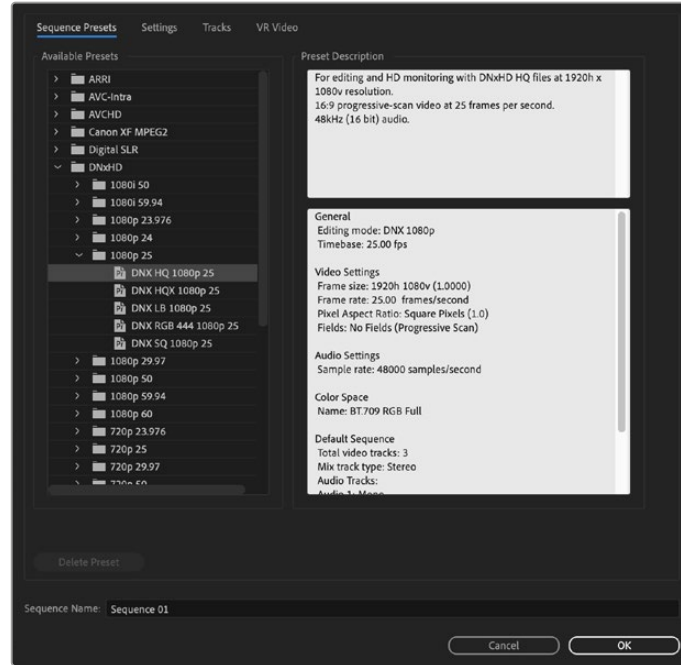 Sequence Presets Settings Tracks VR Video
Available Presets
ARRI
AVC-Intra
AVCHD
Canon XF MPEG2
Digital SLR
DNxHD
1080i 50
1080i 59.94
1080p 23.976
1080p 24
1080p 25
DNX HQ 1080p 25
DNX HQX 1080p 25
DNX LB 1080p 25
DNX RGB 444 1080p 25
DNX SQ 1080p 25
1080p 29.97
1080p 50
1080p 59.94
1080p 60
720p 23.976
720p 25
720p 29.97
720p 50
Preset Description
For editing and HD monitoring with DNxHD HQ files at 1920h x
1080v resolution.
16:9 progressive-scan video at 25 frames per second.
48kHz (16 bit) audio.
General
Editing mode: DNX 1080p
Timebase: 25.00 fps
Video Settings
Frame size: 1920h 1080v (1.0000)
Frame rate: 25.00 frames/second
Pixel Aspect Ratio: Square Pixels (1.0)
Fields: No Fields (Progressive Scan)
Audio Settings
Sample rate: 48000 samples/second
Color Space
Name: BT.709 RGB Full
Default Sequence
Total video tracks: 3
Mix track type: Stereo
Audio Tracks:
Audio 1: Mono
Delete Preset
Sequence Name: Sequence 01
Cancel OK